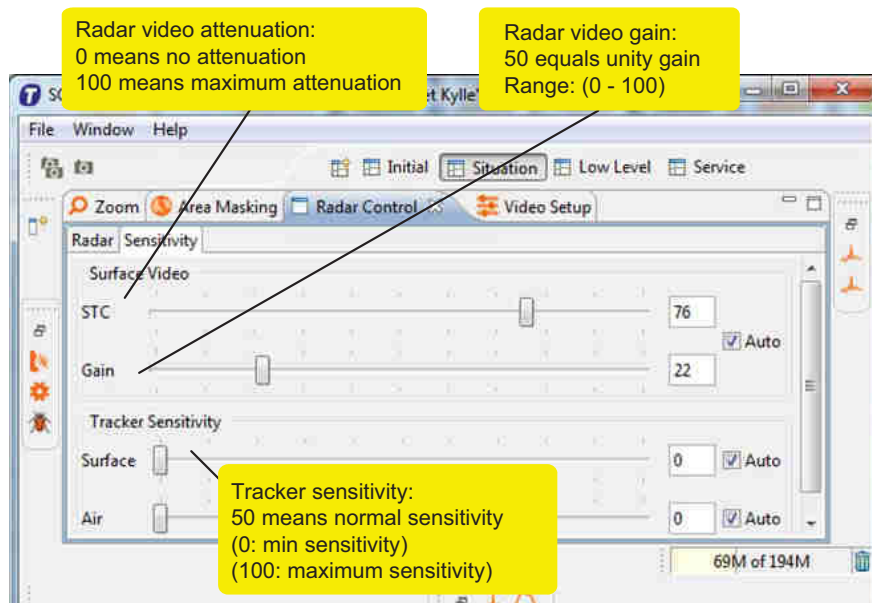 Radar video attenuation:
0 means no attenuation
100 means maximum attenuation
Radar video gain:
50 equals unity gain
Range: (0 - 100)
et Kylle
File Window Help
Initial Situation Low Level Service
Zoom Area Masking Radar Control Video Setup
Radar Sensitivity
Surface Video
STC 76
Auto
Gain 22
Tracker Sensitivity
Surface 0 Auto
Tracker sensitivity:
50 means normal sensitivity
(0: min sensitivity)
(100: maximum sensitivity)
Air 0 Auto
69M of 194M